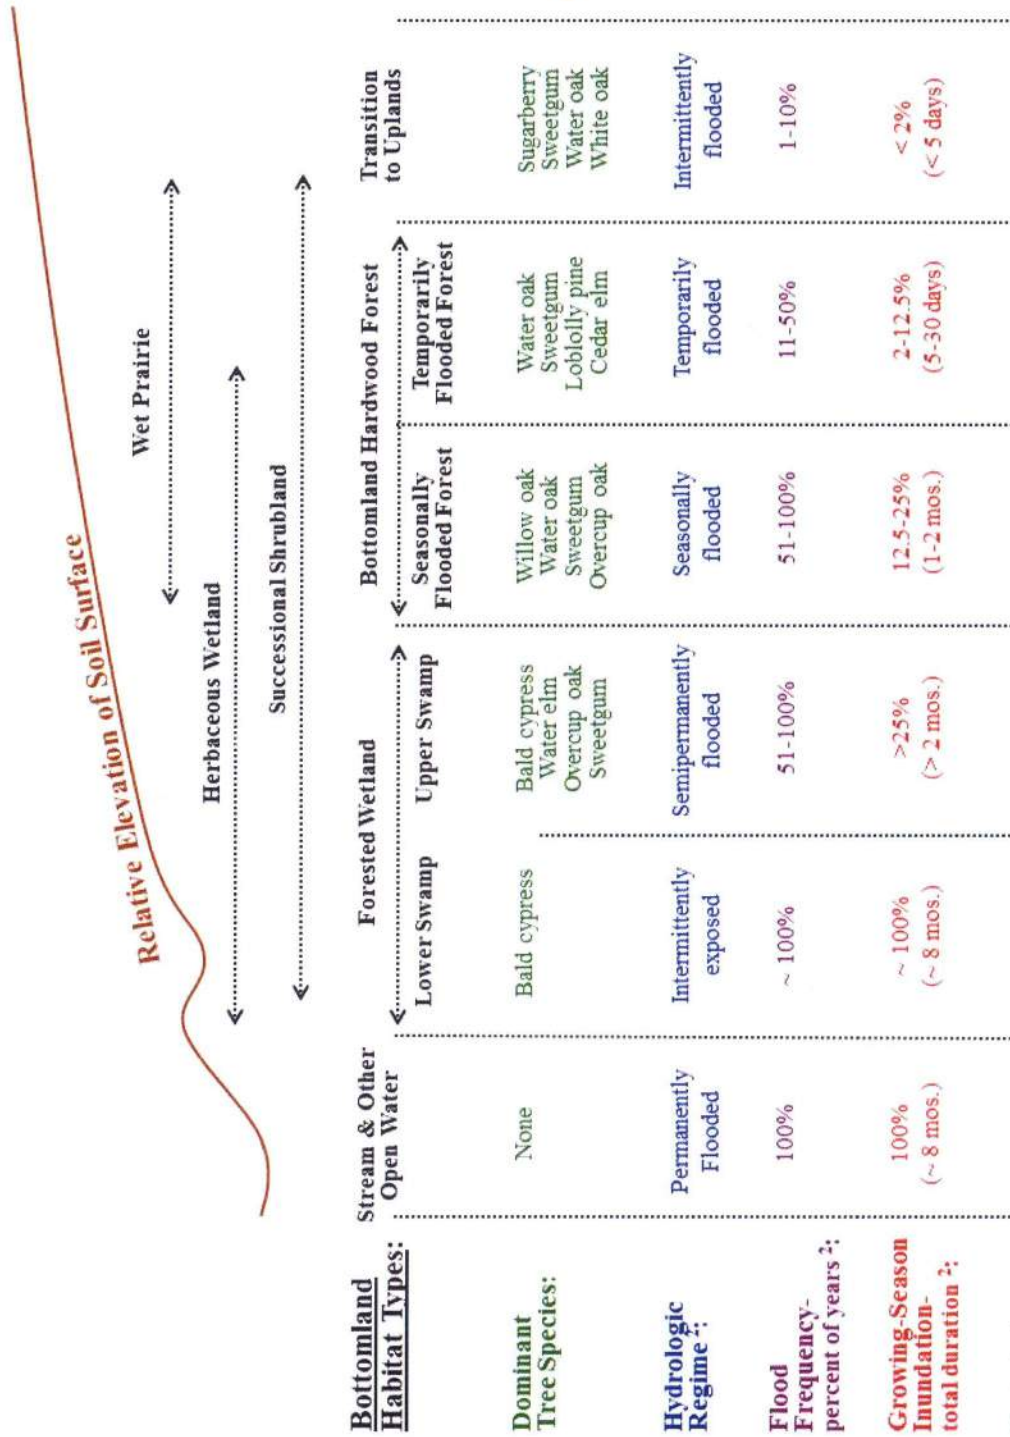 Relative Elevation of Soil Surface
Wet Prairie
Herbaceous Wetland
Successional Shrubland
Bottomland
Habitat Types:
Stream & Other
Open Water
Forested Wetland
Lower Swamp
Upper Swamp
Bottomland Hardwood Forest
Seasonally
Flooded Forest
Temporarily
Flooded Forest
Transition
to Uplands
Dominant
Tree Species:
None
Bald cypress
Bald cypress
Water elm
Overcup oak
Sweetgum
Willow oak
Water oak
Sweetgum
Overcup oak
Water oak
Sweetgum
Loblolly pine
Cedar elm
Sugarberry
Sweetgum
Water oak
White oak
Hydrologic
Regime ²:
Permanently
Flooded
Intermittently
exposed
Semipermanently
flooded
Seasonally
flooded
Temporarily
flooded
Intermittently
flooded
Flood
Frequency-
percent of years ²:
100%
~ 100%
51-100%
51-100%
11-50%
1-10%
Growing-Season
Inundation-
total duration ²:
100%
(~ 8 mos.)
~ 100%
(~ 8 mos.)
>25%
(> 2 mos.)
12.5-25%
(1-2 mos.)
2-12.5%
(5-30 days)
< 2%
(< 5 days)